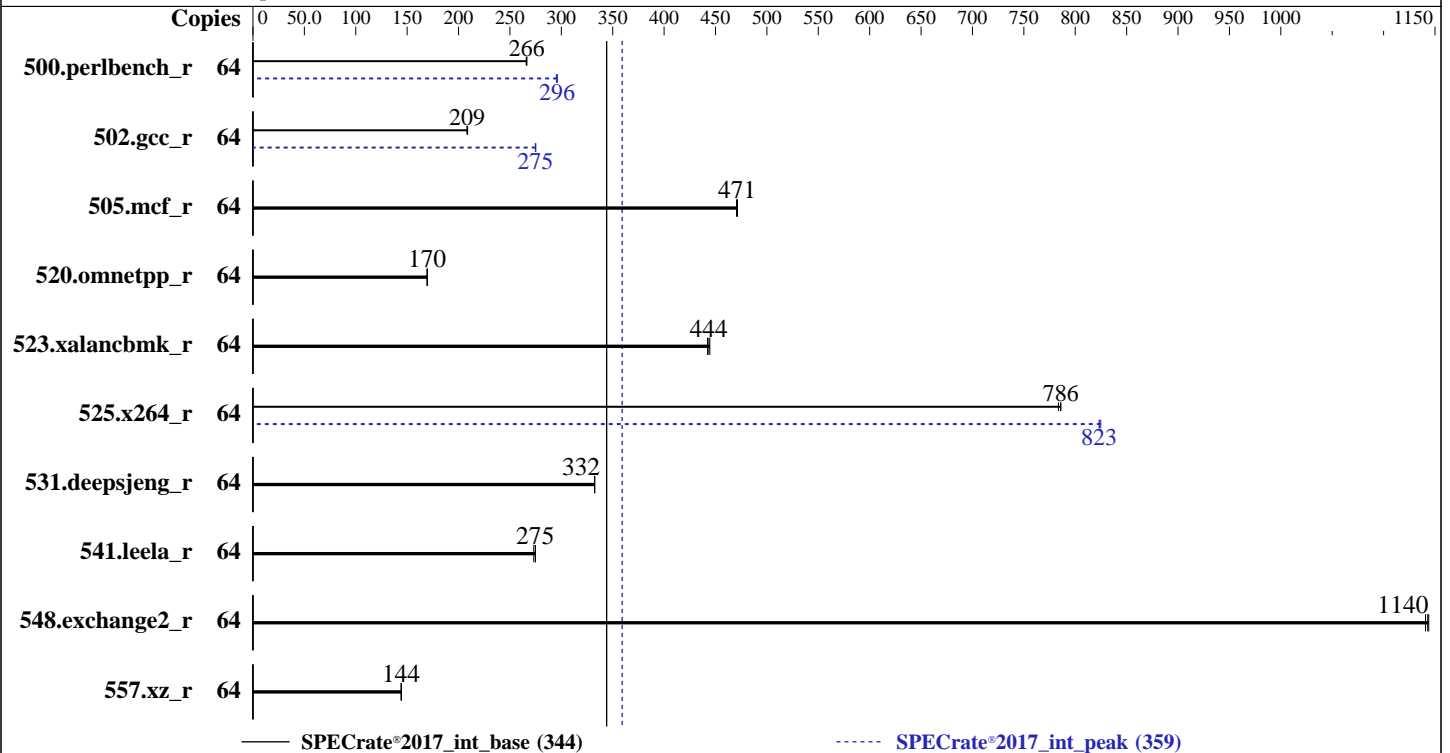 Copies 0 50.0 100 150 200 250 300 350 400 450 500 550 600 650 700 750 800 850 900 950 1000 1150
266
500.perlbench_r 64
296
209
502.gcc_r 64
275
471
505.mcf_r 64
170
520.omnetpp_r 64
444
523.xalancbmk_r 64
786
525.x264_r 64
823
332
531.deepsjeng_r 64
275
541.leela_r 64
1140
548.exchange2_r 64
144
557.xz_r 64
SPECrate®2017_int_base (344) SPECrate®2017_int_peak (359)